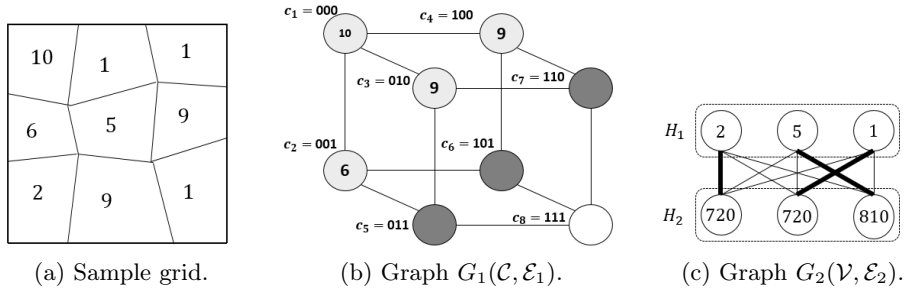 10 1 1
6 5 9
2 9 1
(a) Sample grid.
c₁ = 000 10
c₄ = 100 9
c₃ = 010 9
c₇ = 110
c₂ = 001 6
c₆ = 101
c₅ = 011
c₈ = 111
(b) Graph G₁(𝒞, ℰ₁).
H₁ 2 5 1
H₂ 720 720 810
(c) Graph G₂(𝒱, ℰ₂).